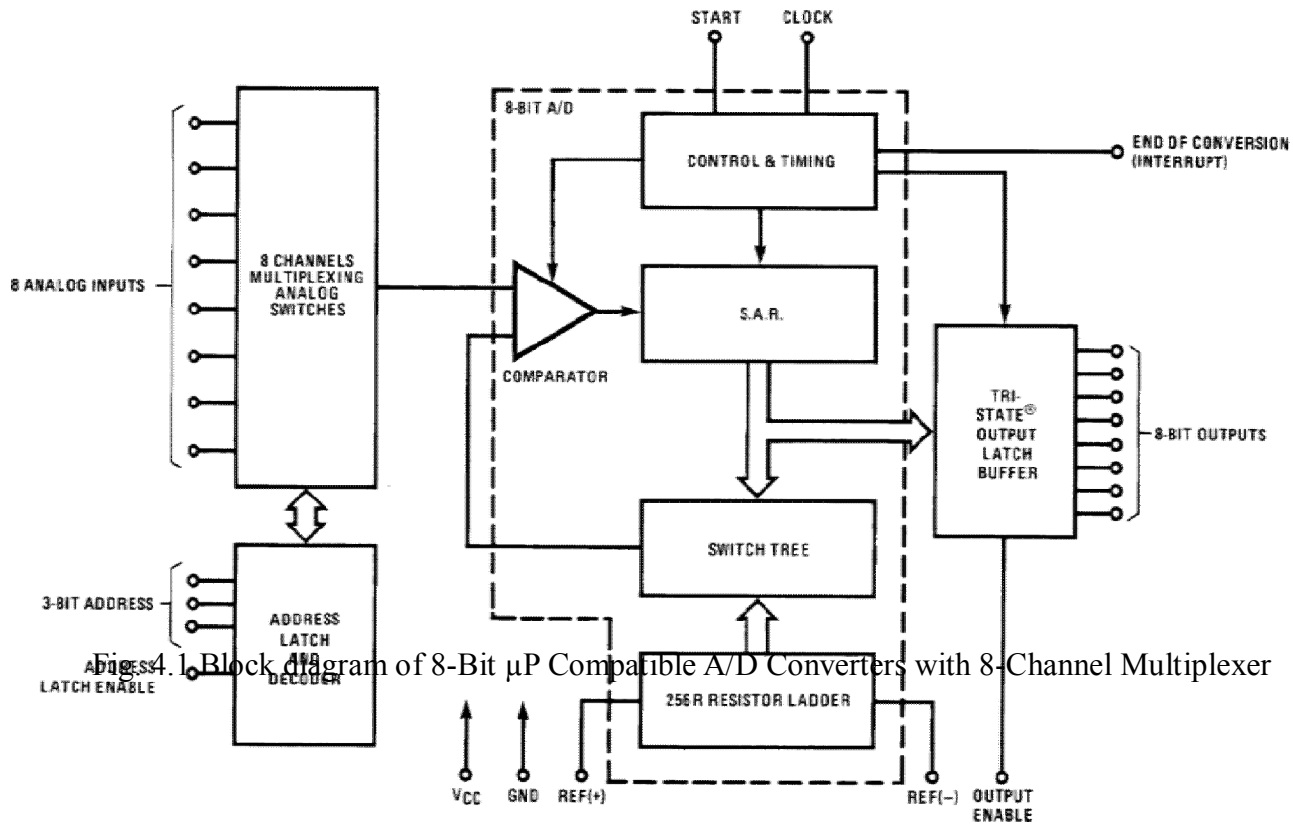 START
CLOCK
8-BIT A/D
CONTROL & TIMING
END OF CONVERSION
(INTERRUPT)
8 ANALOG INPUTS
8 CHANNELS
MULTIPLEXING
ANALOG
SWITCHES
S.A.R.
COMPARATOR
TRI-
STATE®
OUTPUT
LATCH
BUFFER
8-BIT OUTPUTS
SWITCH TREE
3-BIT ADDRESS
ADDRESS
LATCH
AND
DECODER
ADDRESS
LATCH ENABLE
Fig. 4.1 Block diagram of 8-Bit µP Compatible A/D Converters with 8-Channel Multiplexer
256R RESISTOR LADDER
VCC
GND
REF(+)
REF(−)
OUTPUT
ENABLE